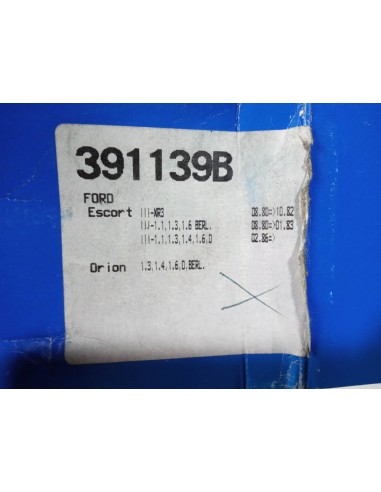 391139B
FORD
Escort III-XR3 08.80=>10.82
III-1.1,1.3,1.6 BERL. 08.80=>01.83
III-1.1,1.3,1.4,1.6,D 02.86=>
Orion 1.3,1.4,1.6,D,BERL.